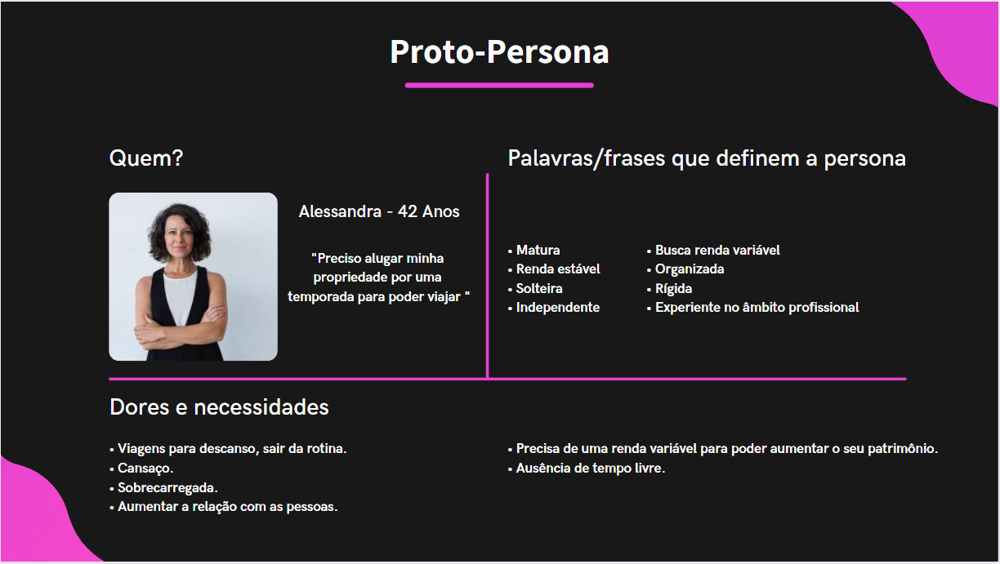 Proto-Persona
Quem?
Alessandra - 42 Anos
"Preciso alugar minha
propriedade por uma
temporada para poder viajar "
Palavras/frases que definem a persona
• Matura
• Renda estável
• Solteira
• Independente
• Busca renda variável
• Organizada
• Rígida
• Experiente no âmbito profissional
Dores e necessidades
• Viagens para descanso, sair da rotina.
• Cansaço.
• Sobrecarregada.
• Aumentar a relação com as pessoas.
• Precisa de uma renda variável para poder aumentar o seu patrimônio.
• Ausência de tempo livre.